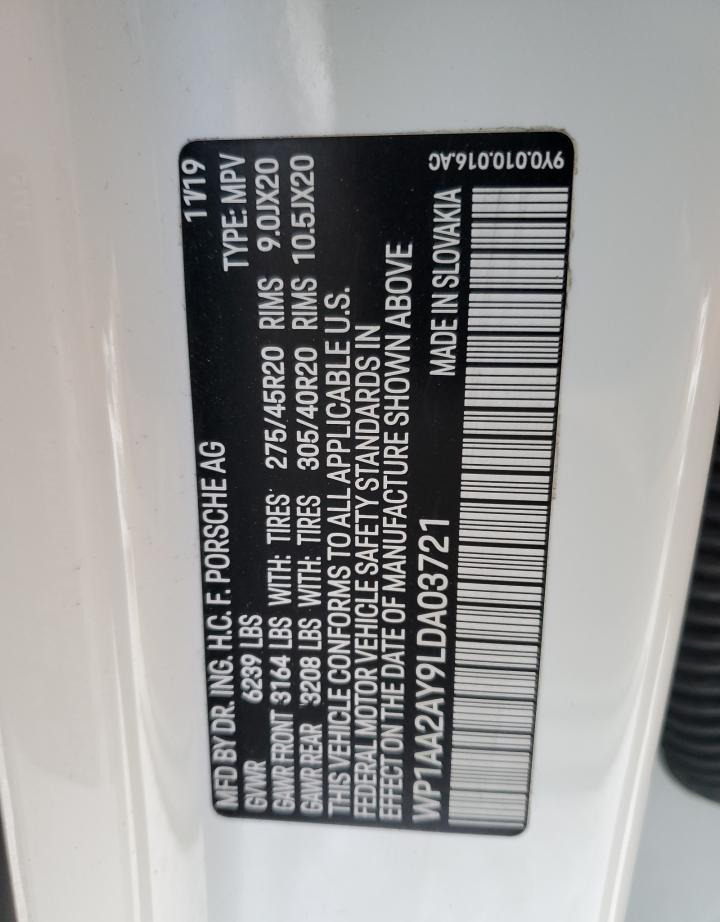 MFD BY DR. ING. H.C. F. PORSCHE AG 11/19
GVWR 6239 LBS TYPE: MPV
GAWR FRONT 3164 LBS WITH: TIRES 275/45R20 RIMS 9.0JX20
GAWR REAR 3208 LBS WITH: TIRES 305/40R20 RIMS 10.5JX20
THIS VEHICLE CONFORMS TO ALL APPLICABLE U.S.
FEDERAL MOTOR VEHICLE SAFETY STANDARDS IN
EFFECT ON THE DATE OF MANUFACTURE SHOWN ABOVE
WP1AA2AY9LDA03721 MADE IN SLOVAKIA
9Y0.010.016.AC